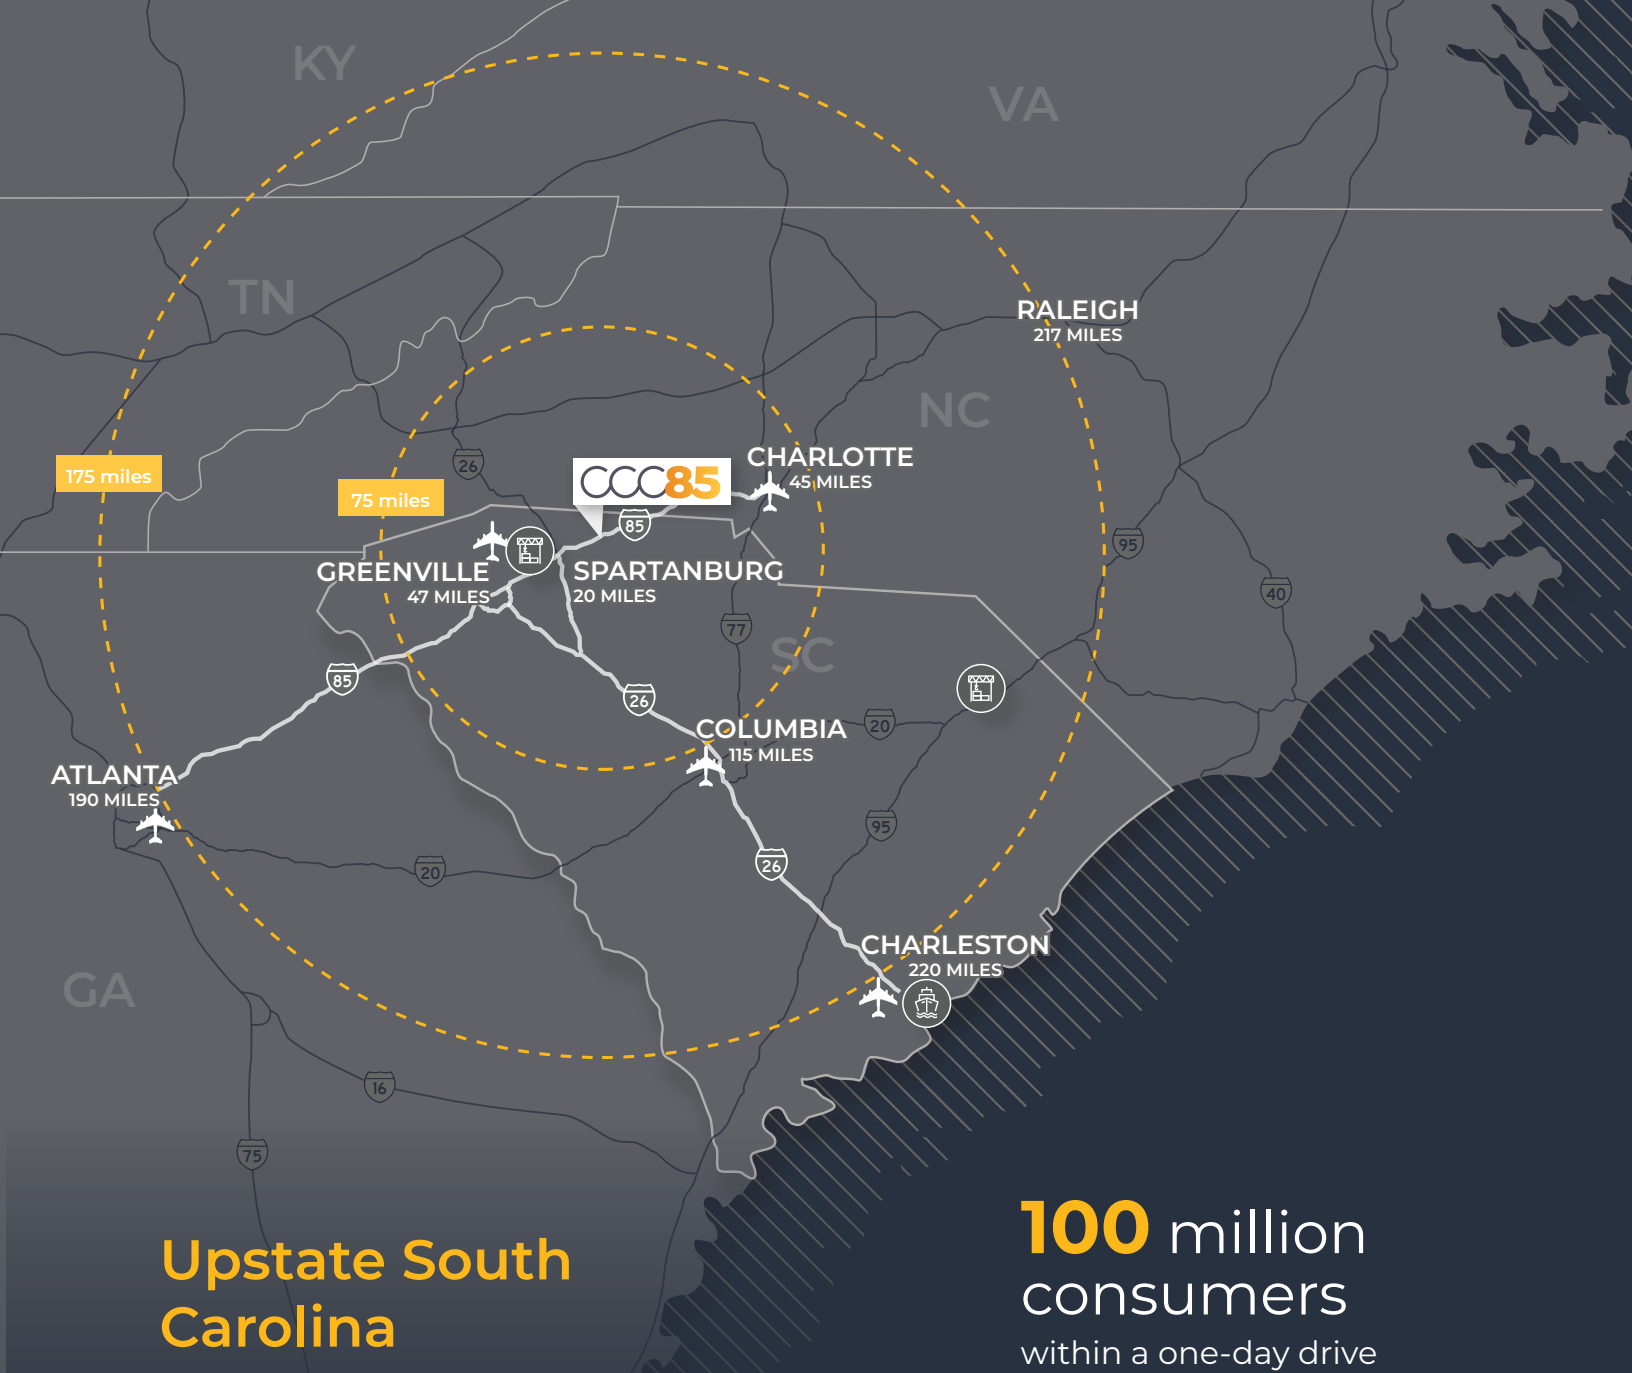 KY
VA
TN
RALEIGH
217 MILES
NC
CHARLOTTE
45 MILES
26
175 miles
CCC85
75 miles
85
95
GREENVILLE
47 MILES
SPARTANBURG
20 MILES
40
77
SC
85
26
20
COLUMBIA
115 MILES
ATLANTA
190 MILES
95
26
20
CHARLESTON
220 MILES
GA
16
75
Upstate South
Carolina
100 million
consumers
within a one-day drive